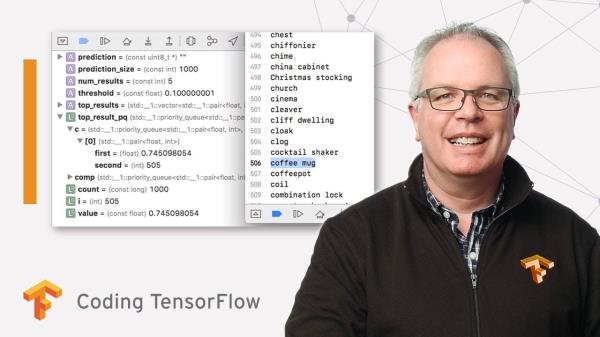 prediction = (const uint8_t *) ""
prediction_size = (const int) 1000
num_results = (const int) 5
threshold = (const float) 0.100000001
top_results = (std::__1::vector<std::__1::pair<float, int>,
top_result_pq = (std::__1::priority_queue<std::__1::pair<
c = (std::__1::priority_queue<std::__1::pair<float, int>,
[0] = (std::__1::pair<float, int>)
first = (float) 0.745098054
second = (int) 505
comp = (std::__1::priority_queue<std::__1::pair<float, in
count = (const long) 1000
i = (int) 505
value = (const float) 0.745098054
494 chest
495 chiffonier
496 chime
497 china cabinet
498 Christmas stocking
499 church
500 cinema
501 cleaver
502 cliff dwelling
503 cloak
504 clog
505 cocktail shaker
506 coffee mug
507 coffeepot
508 coil
509 combination lock
Coding TensorFlow